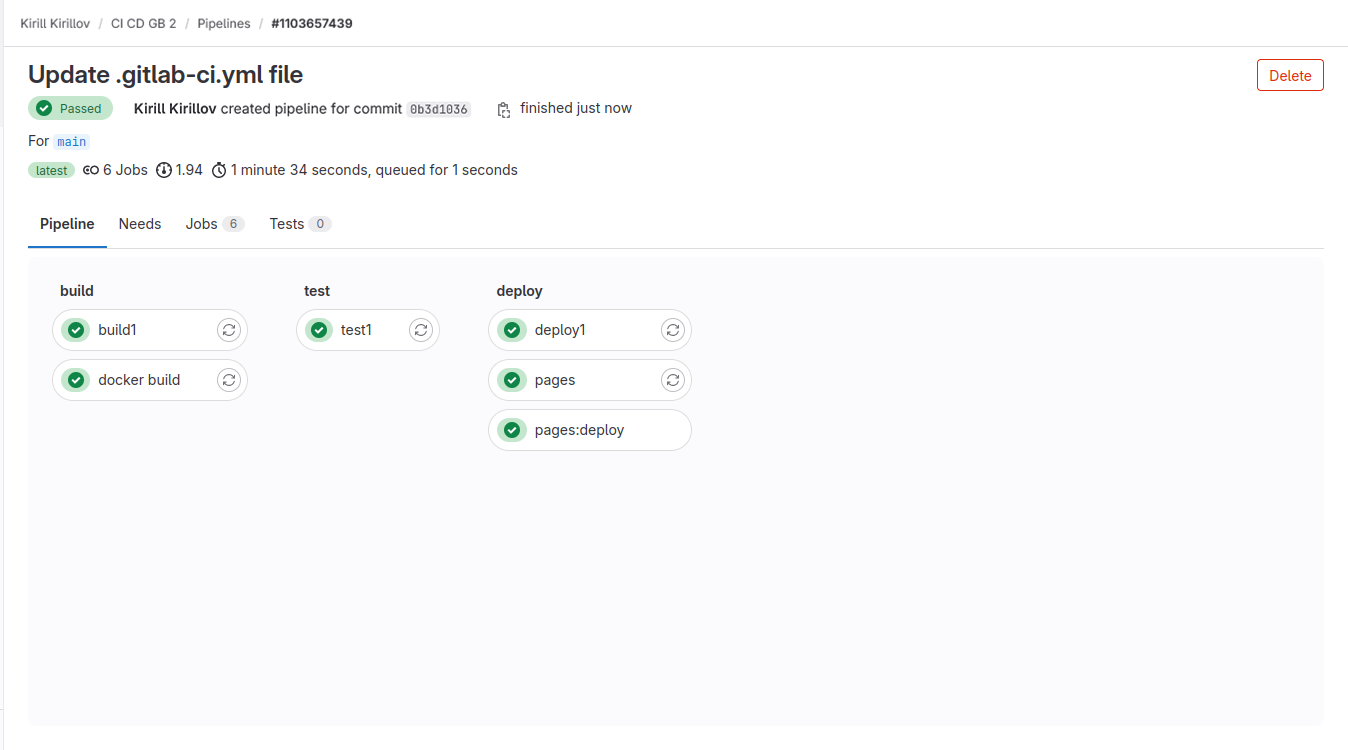 Kirill Kirillov / CI CD GB 2 / Pipelines / #1103657439
Update .gitlab-ci.yml file
Delete
Passed Kirill Kirillov created pipeline for commit 0b3d1036 finished just now
For main
latest 6 Jobs 1.94 1 minute 34 seconds, queued for 1 seconds
Pipeline Needs Jobs 6 Tests 0
build test deploy
build1 test1 deploy1
docker build pages
pages:deploy